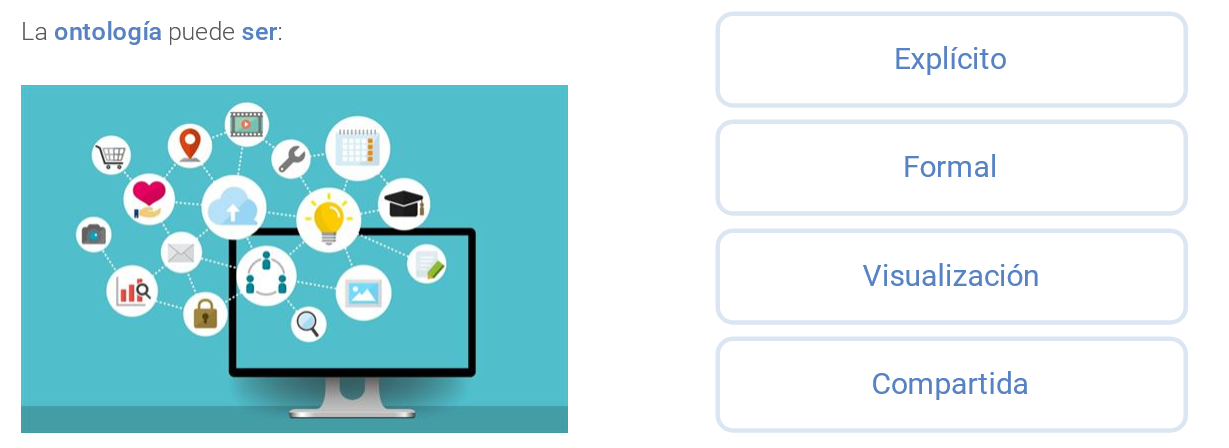 La ontología puede ser:
Explícito
Formal
Visualización
Compartida